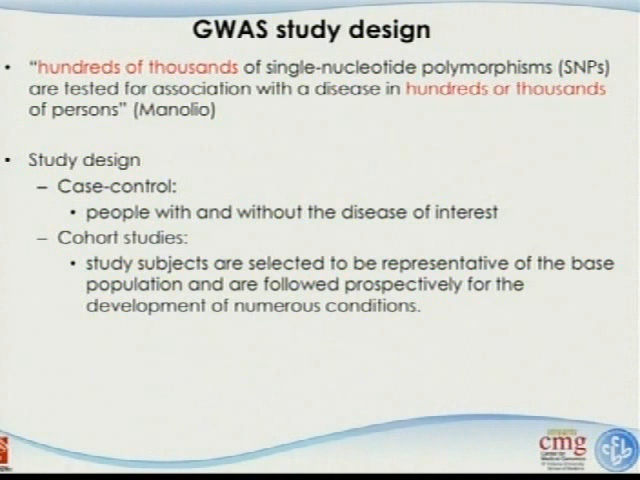 GWAS study design
• “hundreds of thousands of single-nucleotide polymorphisms (SNPs)
are tested for association with a disease in hundreds or thousands
of persons” (Manolio)
• Study design
– Case-control:
• people with and without the disease of interest
– Cohort studies:
• study subjects are selected to be representative of the base
population and are followed prospectively for the
development of numerous conditions.
cmg